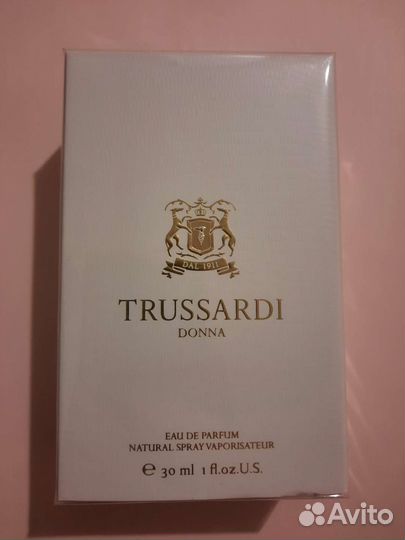 DAL 1911
TRUSSARDI
DONNA
EAU DE PARFUM
NATURAL SPRAY VAPORISATEUR
℮ 30 ml 1 fl.oz.U.S.
Avito